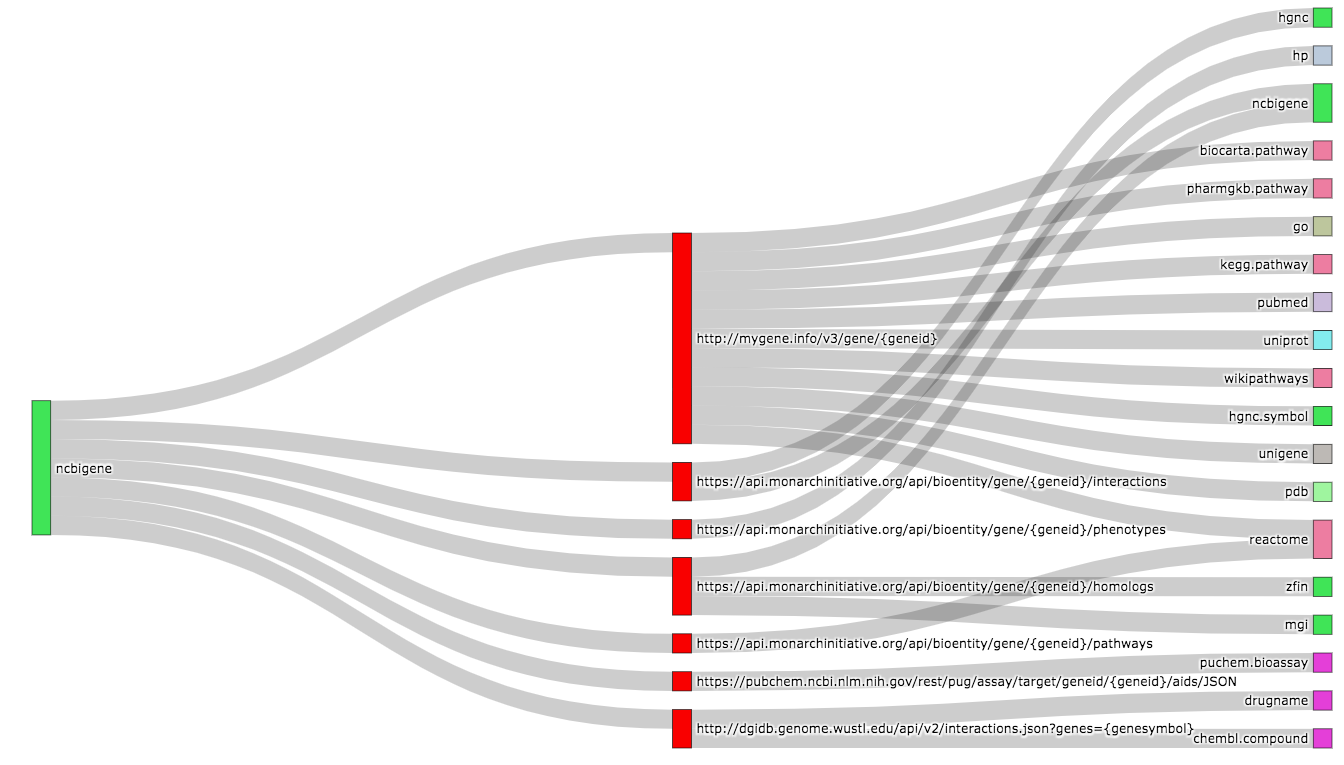 ncbigene
http://mygene.info/v3/gene/{geneid}
https://api.monarchinitiative.org/api/bioentity/gene/{geneid}/interactions
https://api.monarchinitiative.org/api/bioentity/gene/{geneid}/phenotypes
https://api.monarchinitiative.org/api/bioentity/gene/{geneid}/homologs
https://api.monarchinitiative.org/api/bioentity/gene/{geneid}/pathways
https://pubchem.ncbi.nlm.nih.gov/rest/pug/assay/target/geneid/{geneid}/aids/JSON
http://dgidb.genome.wustl.edu/api/v2/interactions.json?genes={genesymbol}
hgnc
hp
ncbigene
biocarta.pathway
pharmgkb.pathway
go
kegg.pathway
pubmed
uniprot
wikipathways
hgnc.symbol
unigene
pdb
reactome
zfin
mgi
puchem.bioassay
drugname
chembl.compound